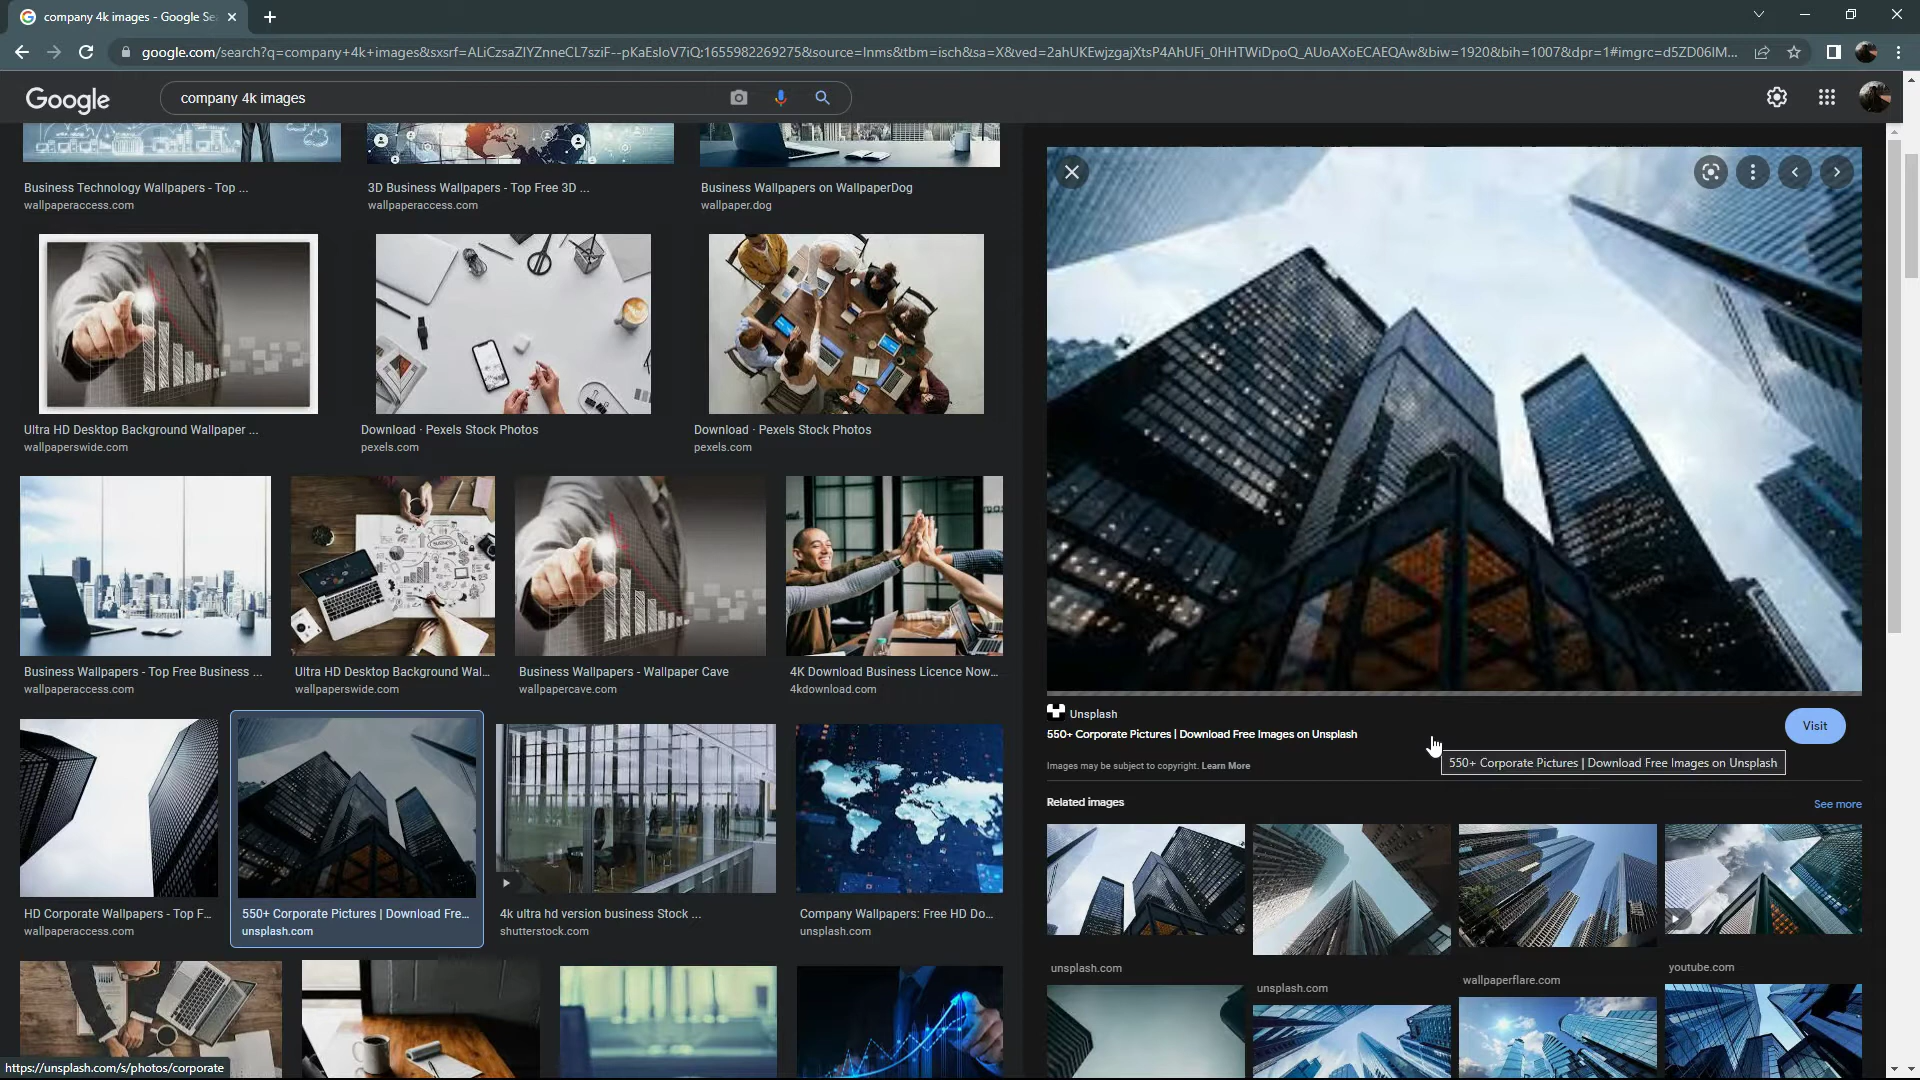 company 4k images - Google Se
google.com/search?q=company+4k+images&sxsrf=ALiCzsaZIYZnneCL7sziF--pKaEsIoV7iQ:1655982269275&source=lnms&tbm=isch&sa=X&ved=2ahUKEwjzgajXtsP4AhUFi_0HHTWiDpoQ_AUoAXoECAEQAw&biw=1920&bih=1007&dpr=1#imgrc=d5ZD06IM...
Google
company 4k images
Business Technology Wallpapers - Top ...
wallpaperaccess.com
3D Business Wallpapers - Top Free 3D ...
wallpaperaccess.com
Business Wallpapers on WallpaperDog
wallpaper.dog
Ultra HD Desktop Background Wallpaper ...
wallpaperswide.com
Download · Pexels Stock Photos
pexels.com
Download · Pexels Stock Photos
pexels.com
Business Wallpapers - Top Free Business ...
wallpaperaccess.com
Ultra HD Desktop Background Wal...
wallpaperswide.com
Business Wallpapers - Wallpaper Cave
wallpapercave.com
4K Download Business Licence Now...
4kdownload.com
HD Corporate Wallpapers - Top F...
wallpaperaccess.com
550+ Corporate Pictures | Download Fre...
unsplash.com
4k ultra hd version business Stock ...
shutterstock.com
Company Wallpapers: Free HD Do...
unsplash.com
Unsplash
550+ Corporate Pictures | Download Free Images on Unsplash
Visit
550+ Corporate Pictures | Download Free Images on Unsplash
Images may be subject to copyright. Learn More
Related images
See more
unsplash.com
unsplash.com
wallpaperflare.com
youtube.com
https://unsplash.com/s/photos/corporate